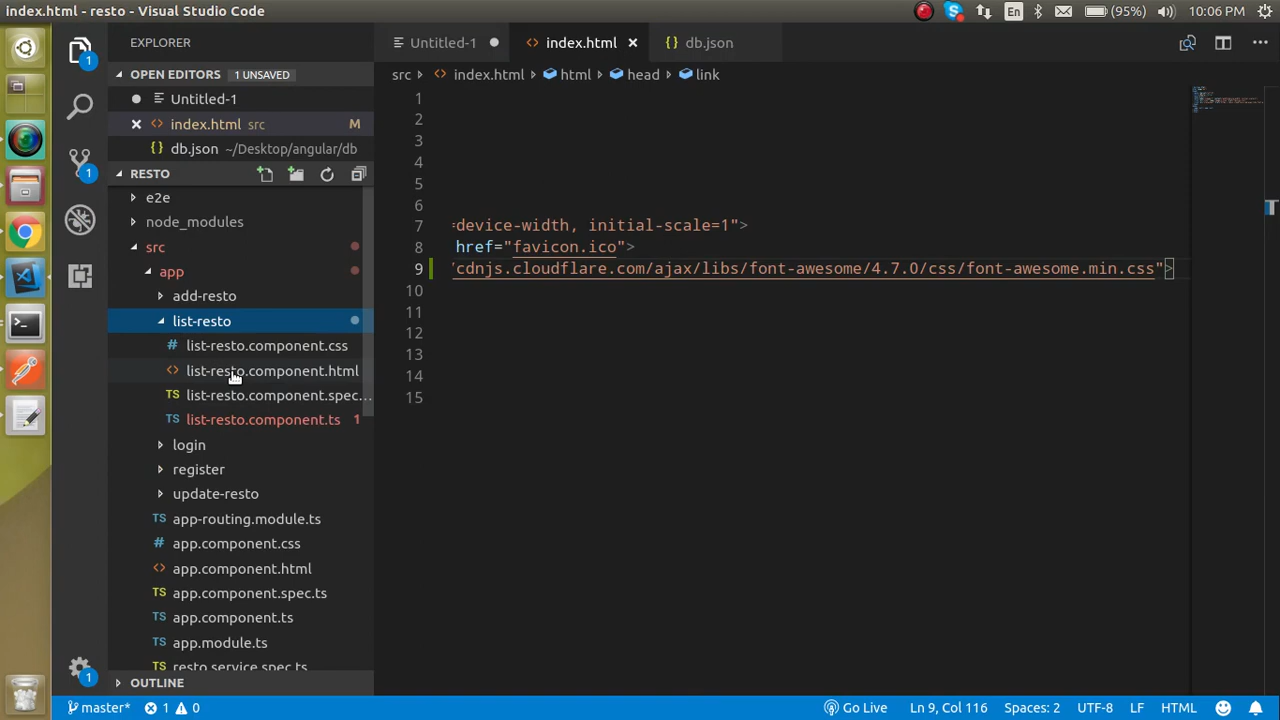 index.html - resto - Visual Studio Code
En
(95%)
10:06 PM
1
EXPLORER
Untitled-1
index.html
db.json
OPEN EDITORS 1 UNSAVED
src
index.html
html
head
link
Untitled-1
index.html src M
db.json ~/Desktop/angular/db
1
RESTO
e2e
node_modules
src
app
add-resto
list-resto
list-resto.component.css
list-resto.component.html
list-resto.component.spec...
list-resto.component.ts 1
login
register
update-resto
app-routing.module.ts
app.component.css
app.component.html
app.component.spec.ts
app.component.ts
app.module.ts
resto.service.spec.ts
OUTLINE
1
1
2
3
4
5
6
7 -device-width, initial-scale=1">
8 href="favicon.ico">
9 /cdnjs.cloudflare.com/ajax/libs/font-awesome/4.7.0/css/font-awesome.min.css">
10
11
12
13
14
15
master* 1 0
Go Live
Ln 9, Col 116
Spaces: 2
UTF-8
LF
HTML